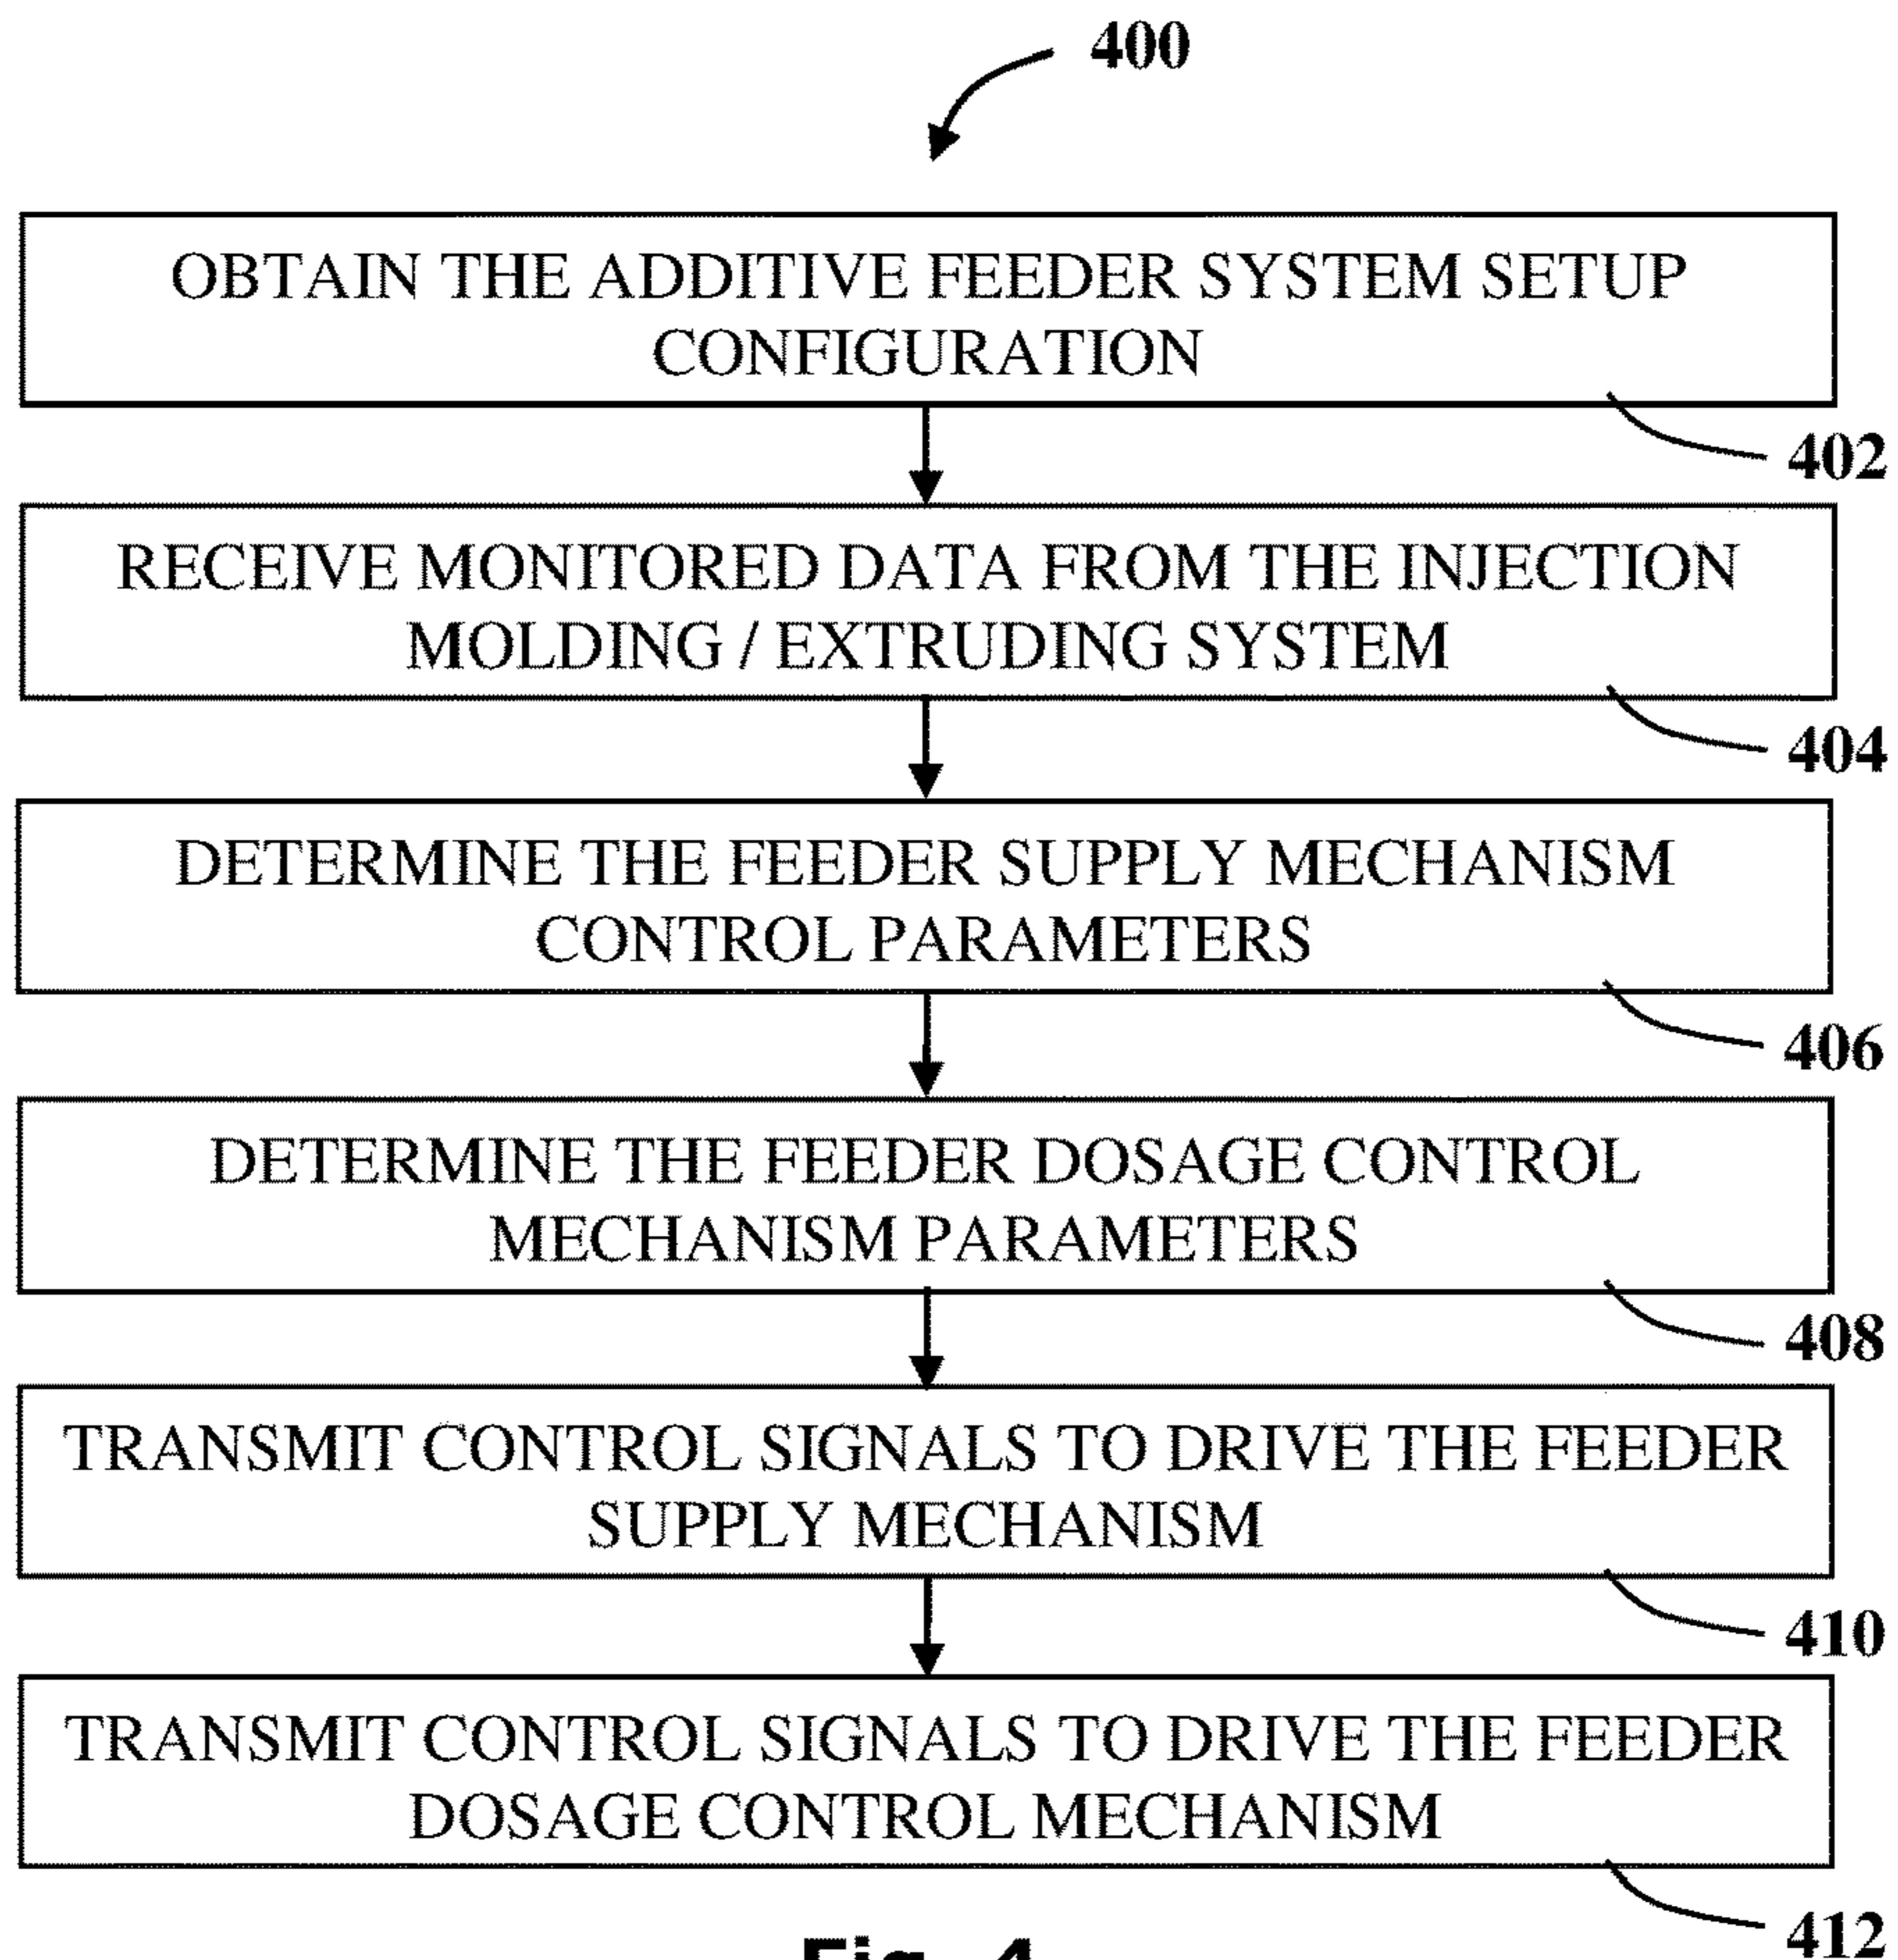 400
OBTAIN THE ADDITIVE FEEDER SYSTEM SETUP
CONFIGURATION
402
RECEIVE MONITORED DATA FROM THE INJECTION
MOLDING / EXTRUDING SYSTEM
404
DETERMINE THE FEEDER SUPPLY MECHANISM
CONTROL PARAMETERS
406
DETERMINE THE FEEDER DOSAGE CONTROL
MECHANISM PARAMETERS
408
TRANSMIT CONTROL SIGNALS TO DRIVE THE FEEDER
SUPPLY MECHANISM
410
TRANSMIT CONTROL SIGNALS TO DRIVE THE FEEDER
DOSAGE CONTROL MECHANISM
412
Fig. 4